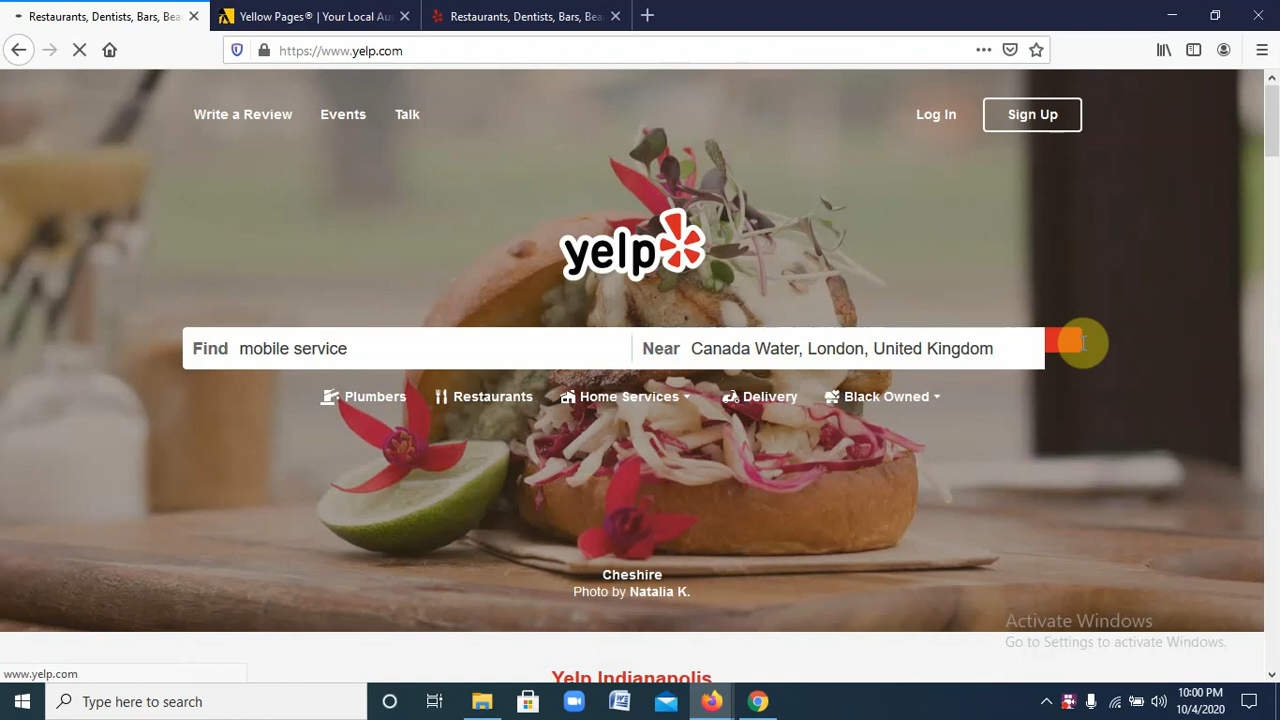 Restaurants, Dentists, Bars, Bea
Yellow Pages® | Your Local Au
Restaurants, Dentists, Bars, Bea
https://www.yelp.com
Write a Review
Events
Talk
Log In
Sign Up
yelp
Find mobile service
Near Canada Water, London, United Kingdom
Plumbers
Restaurants
Home Services
Delivery
Black Owned
Cheshire
Photo by Natalia K.
Activate Windows
Go to Settings to activate Windows.
www.yelp.com
Yelp Indianapolis
Type here to search
10:00 PM
10/4/2020